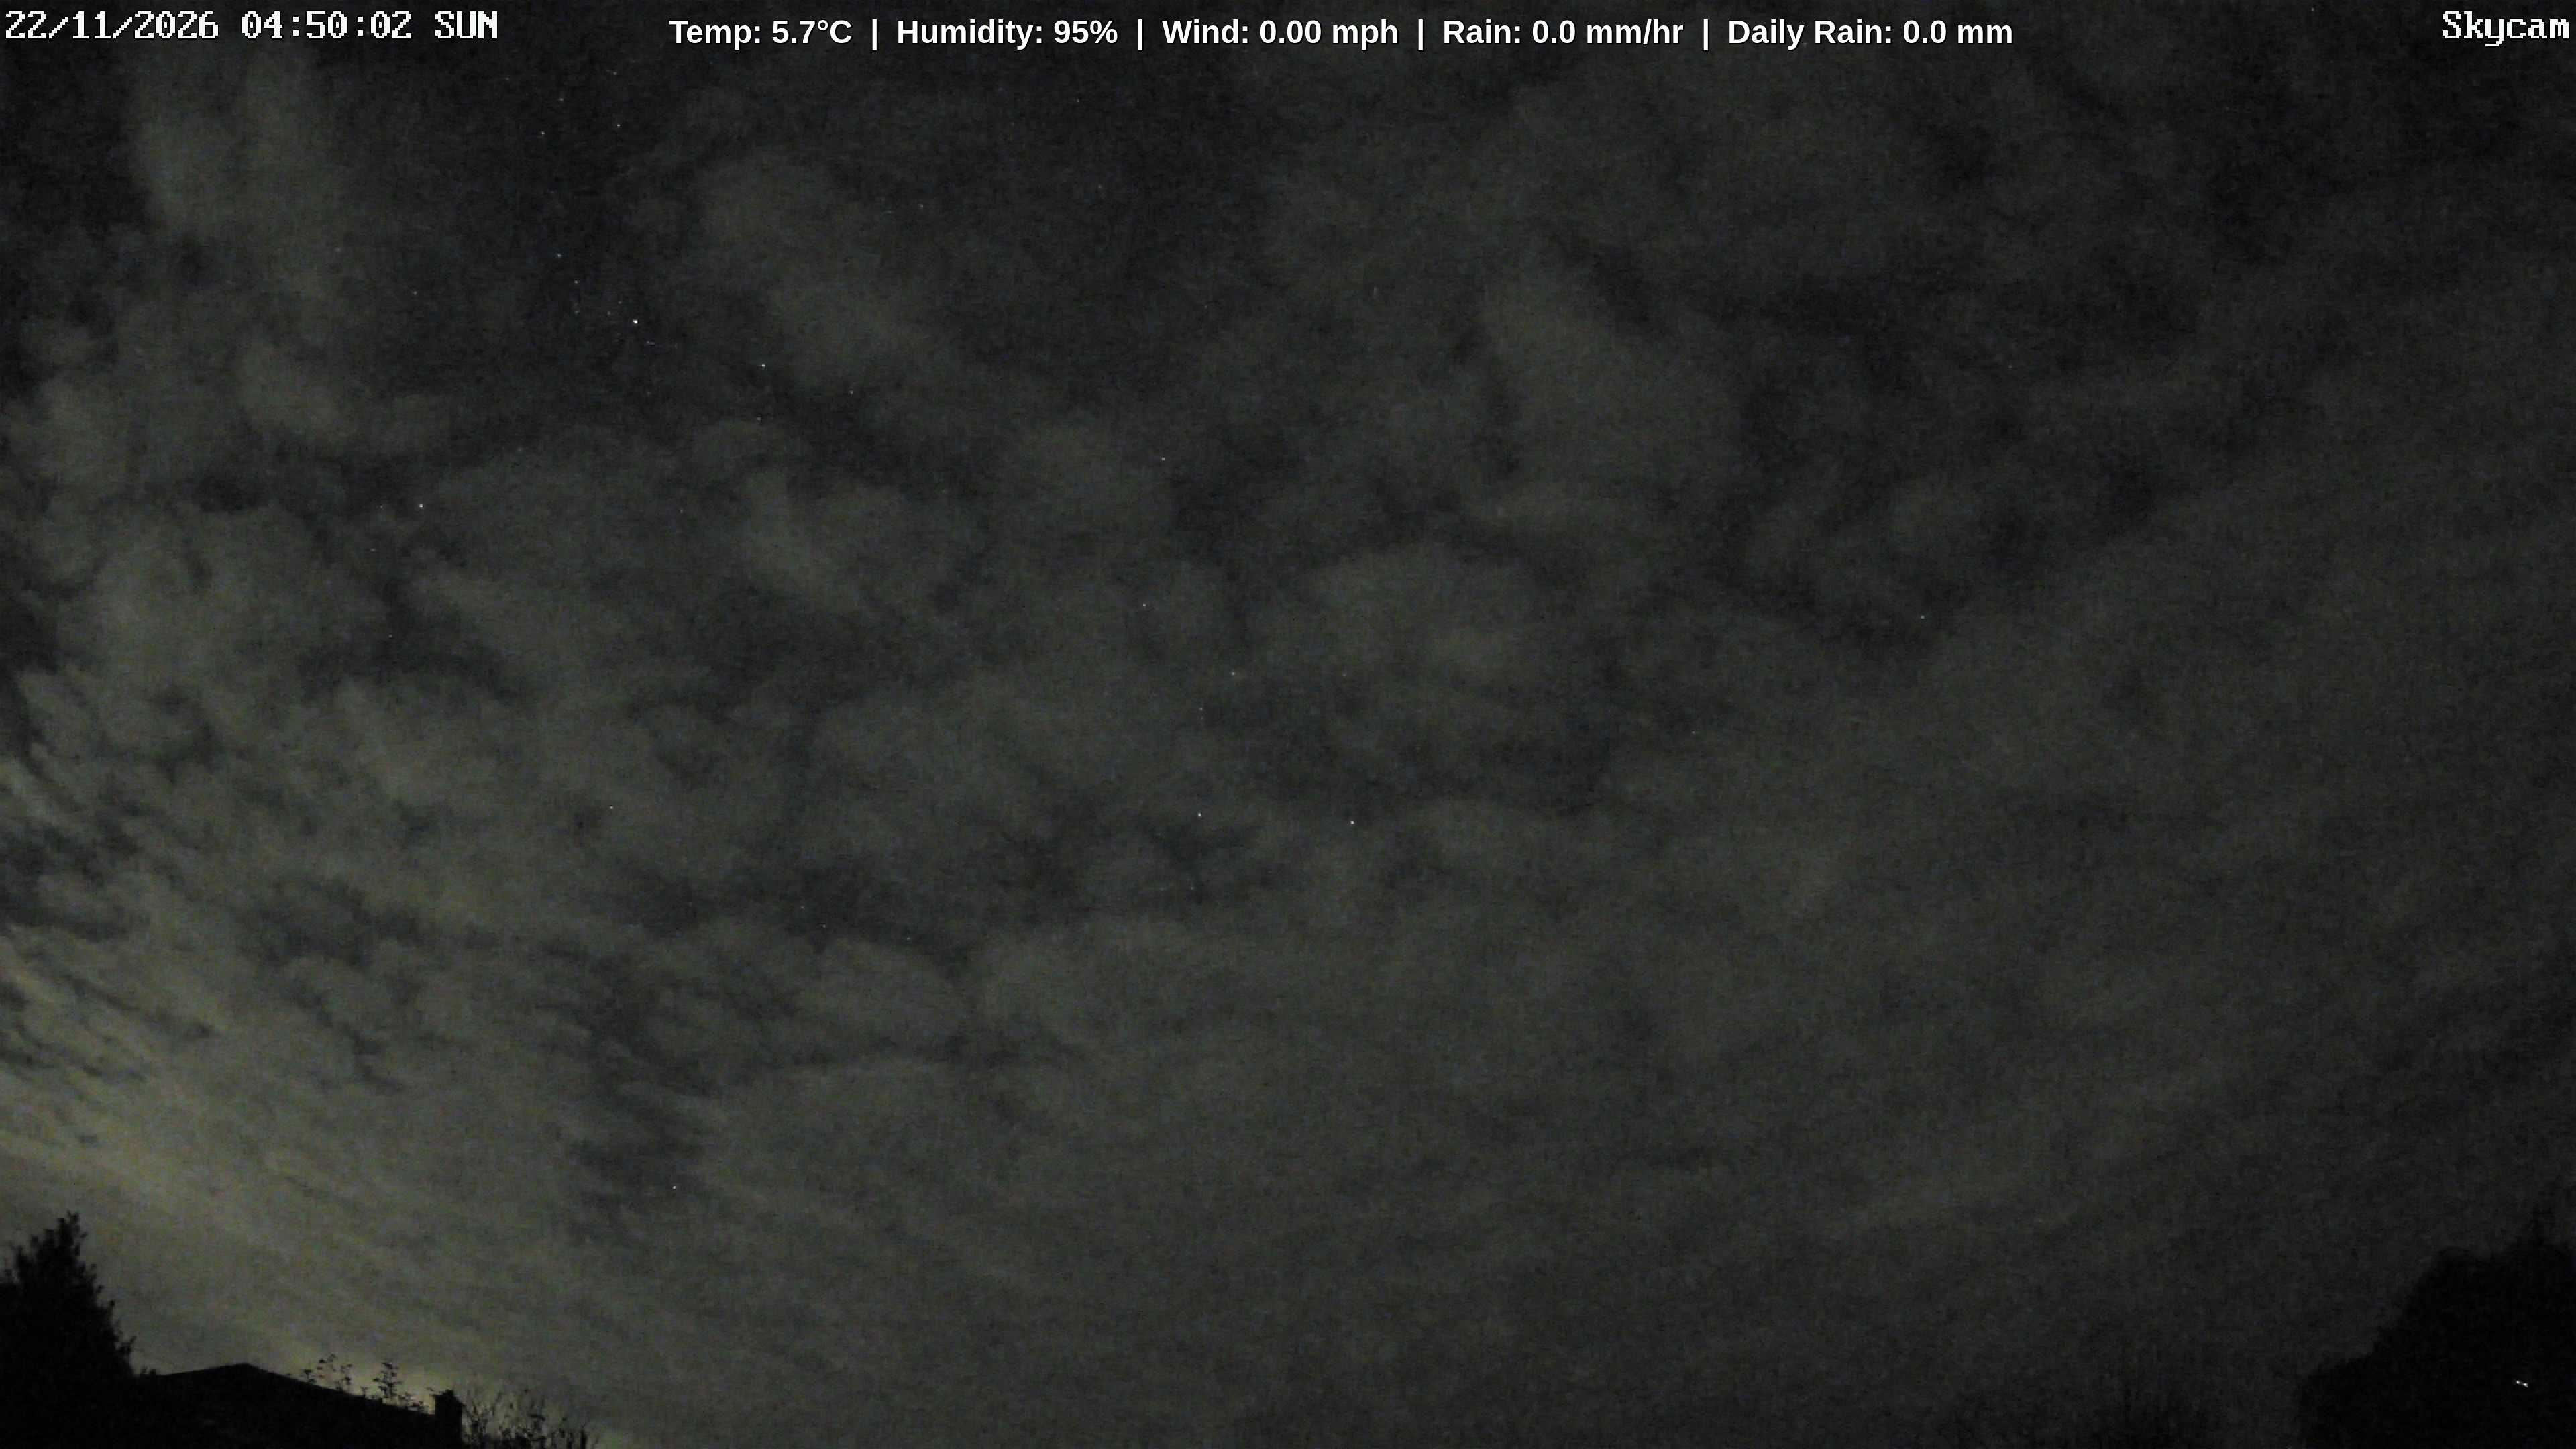 22/11/2026 04:50:02 SUN
Temp: 5.7°C | Humidity: 95% | Wind: 0.00 mph | Rain: 0.0 mm/hr | Daily Rain: 0.0 mm
Skycam